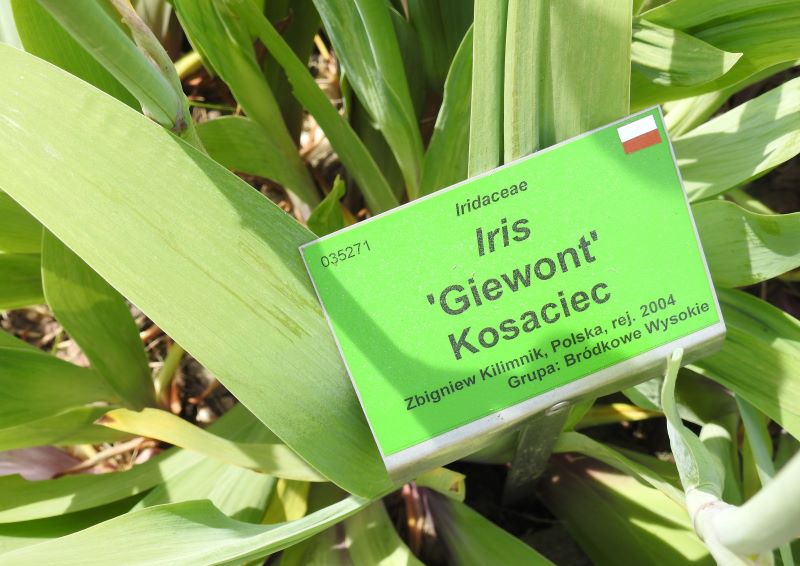 Iridaceae
035271
Iris
'Giewont'
Kosaciec
Zbigniew Kilimnik, Polska, rej. 2004
Grupa: Bródkowe Wysokie